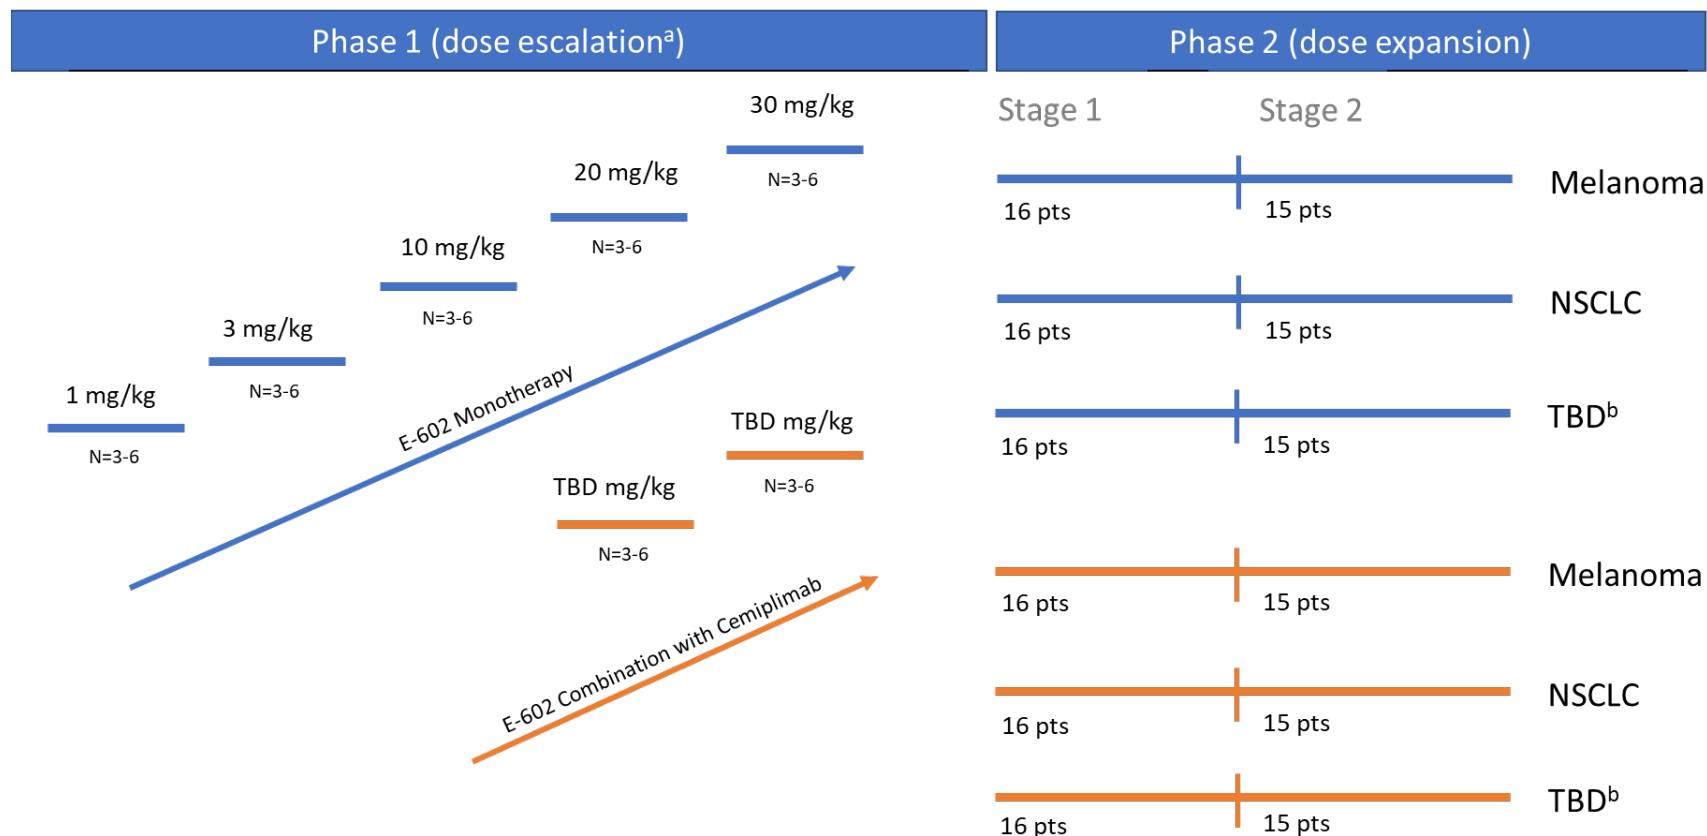 Phase 1 (dose escalationᵃ)
30 mg/kg
N=3-6
20 mg/kg
N=3-6
10 mg/kg
N=3-6
3 mg/kg
N=3-6
1 mg/kg
N=3-6
E-602 Monotherapy
TBD mg/kg
N=3-6
TBD mg/kg
N=3-6
E-602 Combination with Cemiplimab
Phase 2 (dose expansion)
Stage 1 Stage 2
Melanoma
16 pts 15 pts
NSCLC
16 pts 15 pts
TBDᵇ
16 pts 15 pts
Melanoma
16 pts 15 pts
NSCLC
16 pts 15 pts
TBDᵇ
16 pts 15 pts